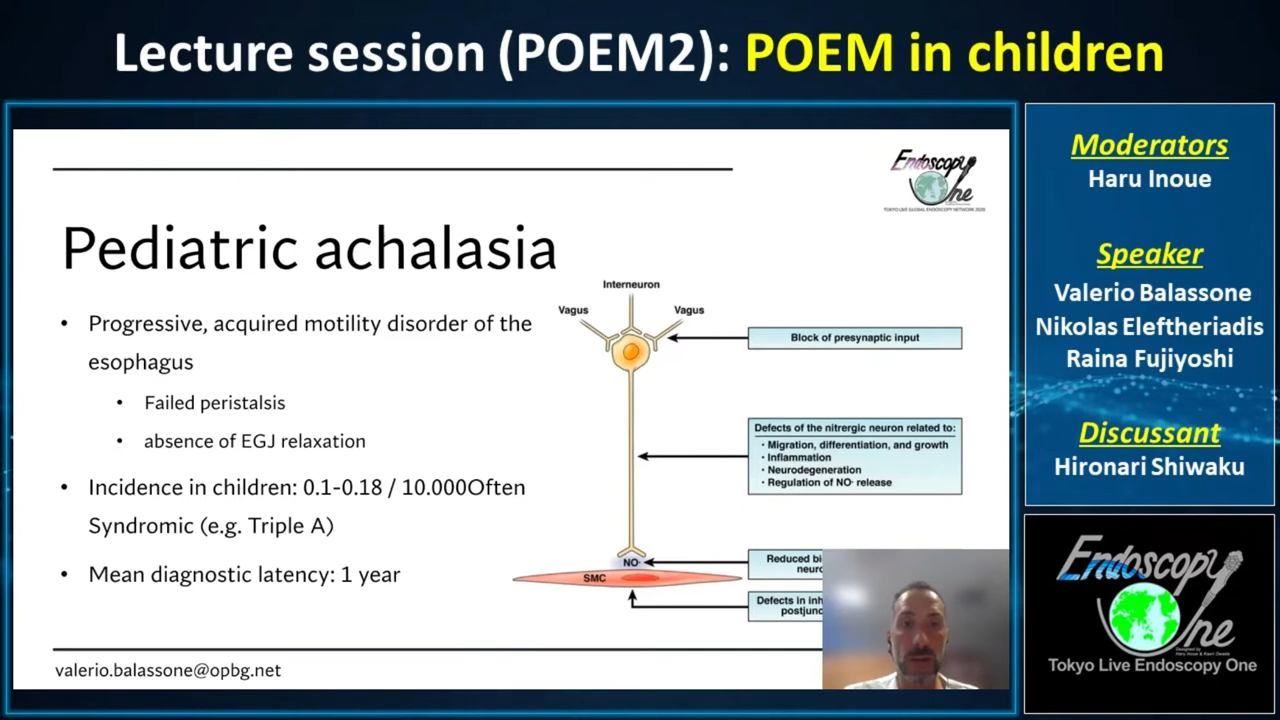 Lecture session (POEM2): POEM in children
Endoscopy
One
TOKYO LIVE GLOBAL ENDOSCOPY NETWORK 2020
Pediatric achalasia
• Progressive, acquired motility disorder of the
esophagus
• Failed peristalsis
• absence of EGJ relaxation
• Incidence in children: 0.1-0.18 / 10.000Often
Syndromic (e.g. Triple A)
• Mean diagnostic latency: 1 year
valerio.balassone@opbg.net
Interneuron
Vagus
Vagus
Block of presynaptic input
Defects of the nitrergic neuron related to:
• Migration, differentiation, and growth
• Inflammation
• Neurodegeneration
• Regulation of NO· release
NO·
SMC
Reduced bi
neuro
Defects in inh
postjunc
Moderators
Haru Inoue
Speaker
Valerio Balassone
Nikolas Eleftheriadis
Raina Fujiyoshi
Discussant
Hironari Shiwaku
Endoscopy
One
Tokyo Live Endoscopy One